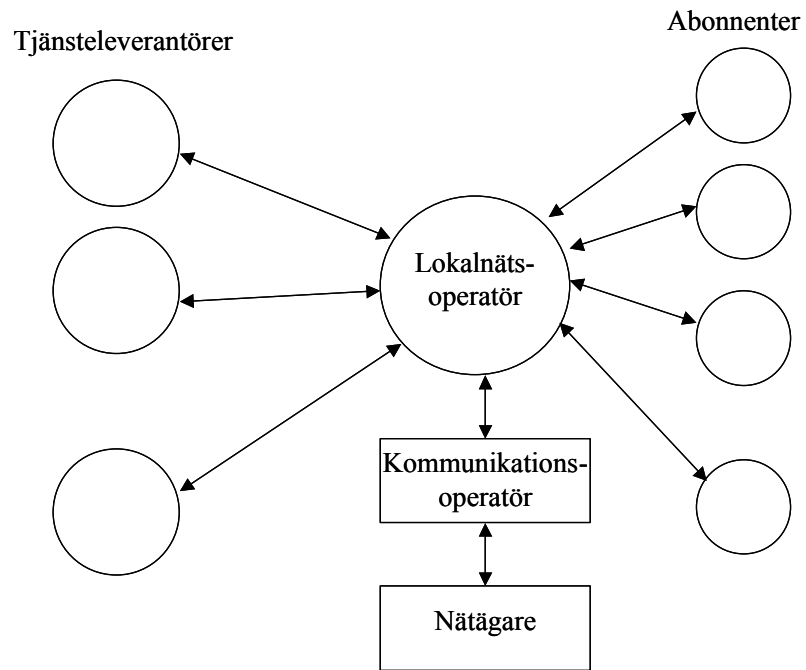 Tjänsteleverantörer
Abonnenter
Lokalnäts-
operatör
Kommunikations-
operatör
Nätägare